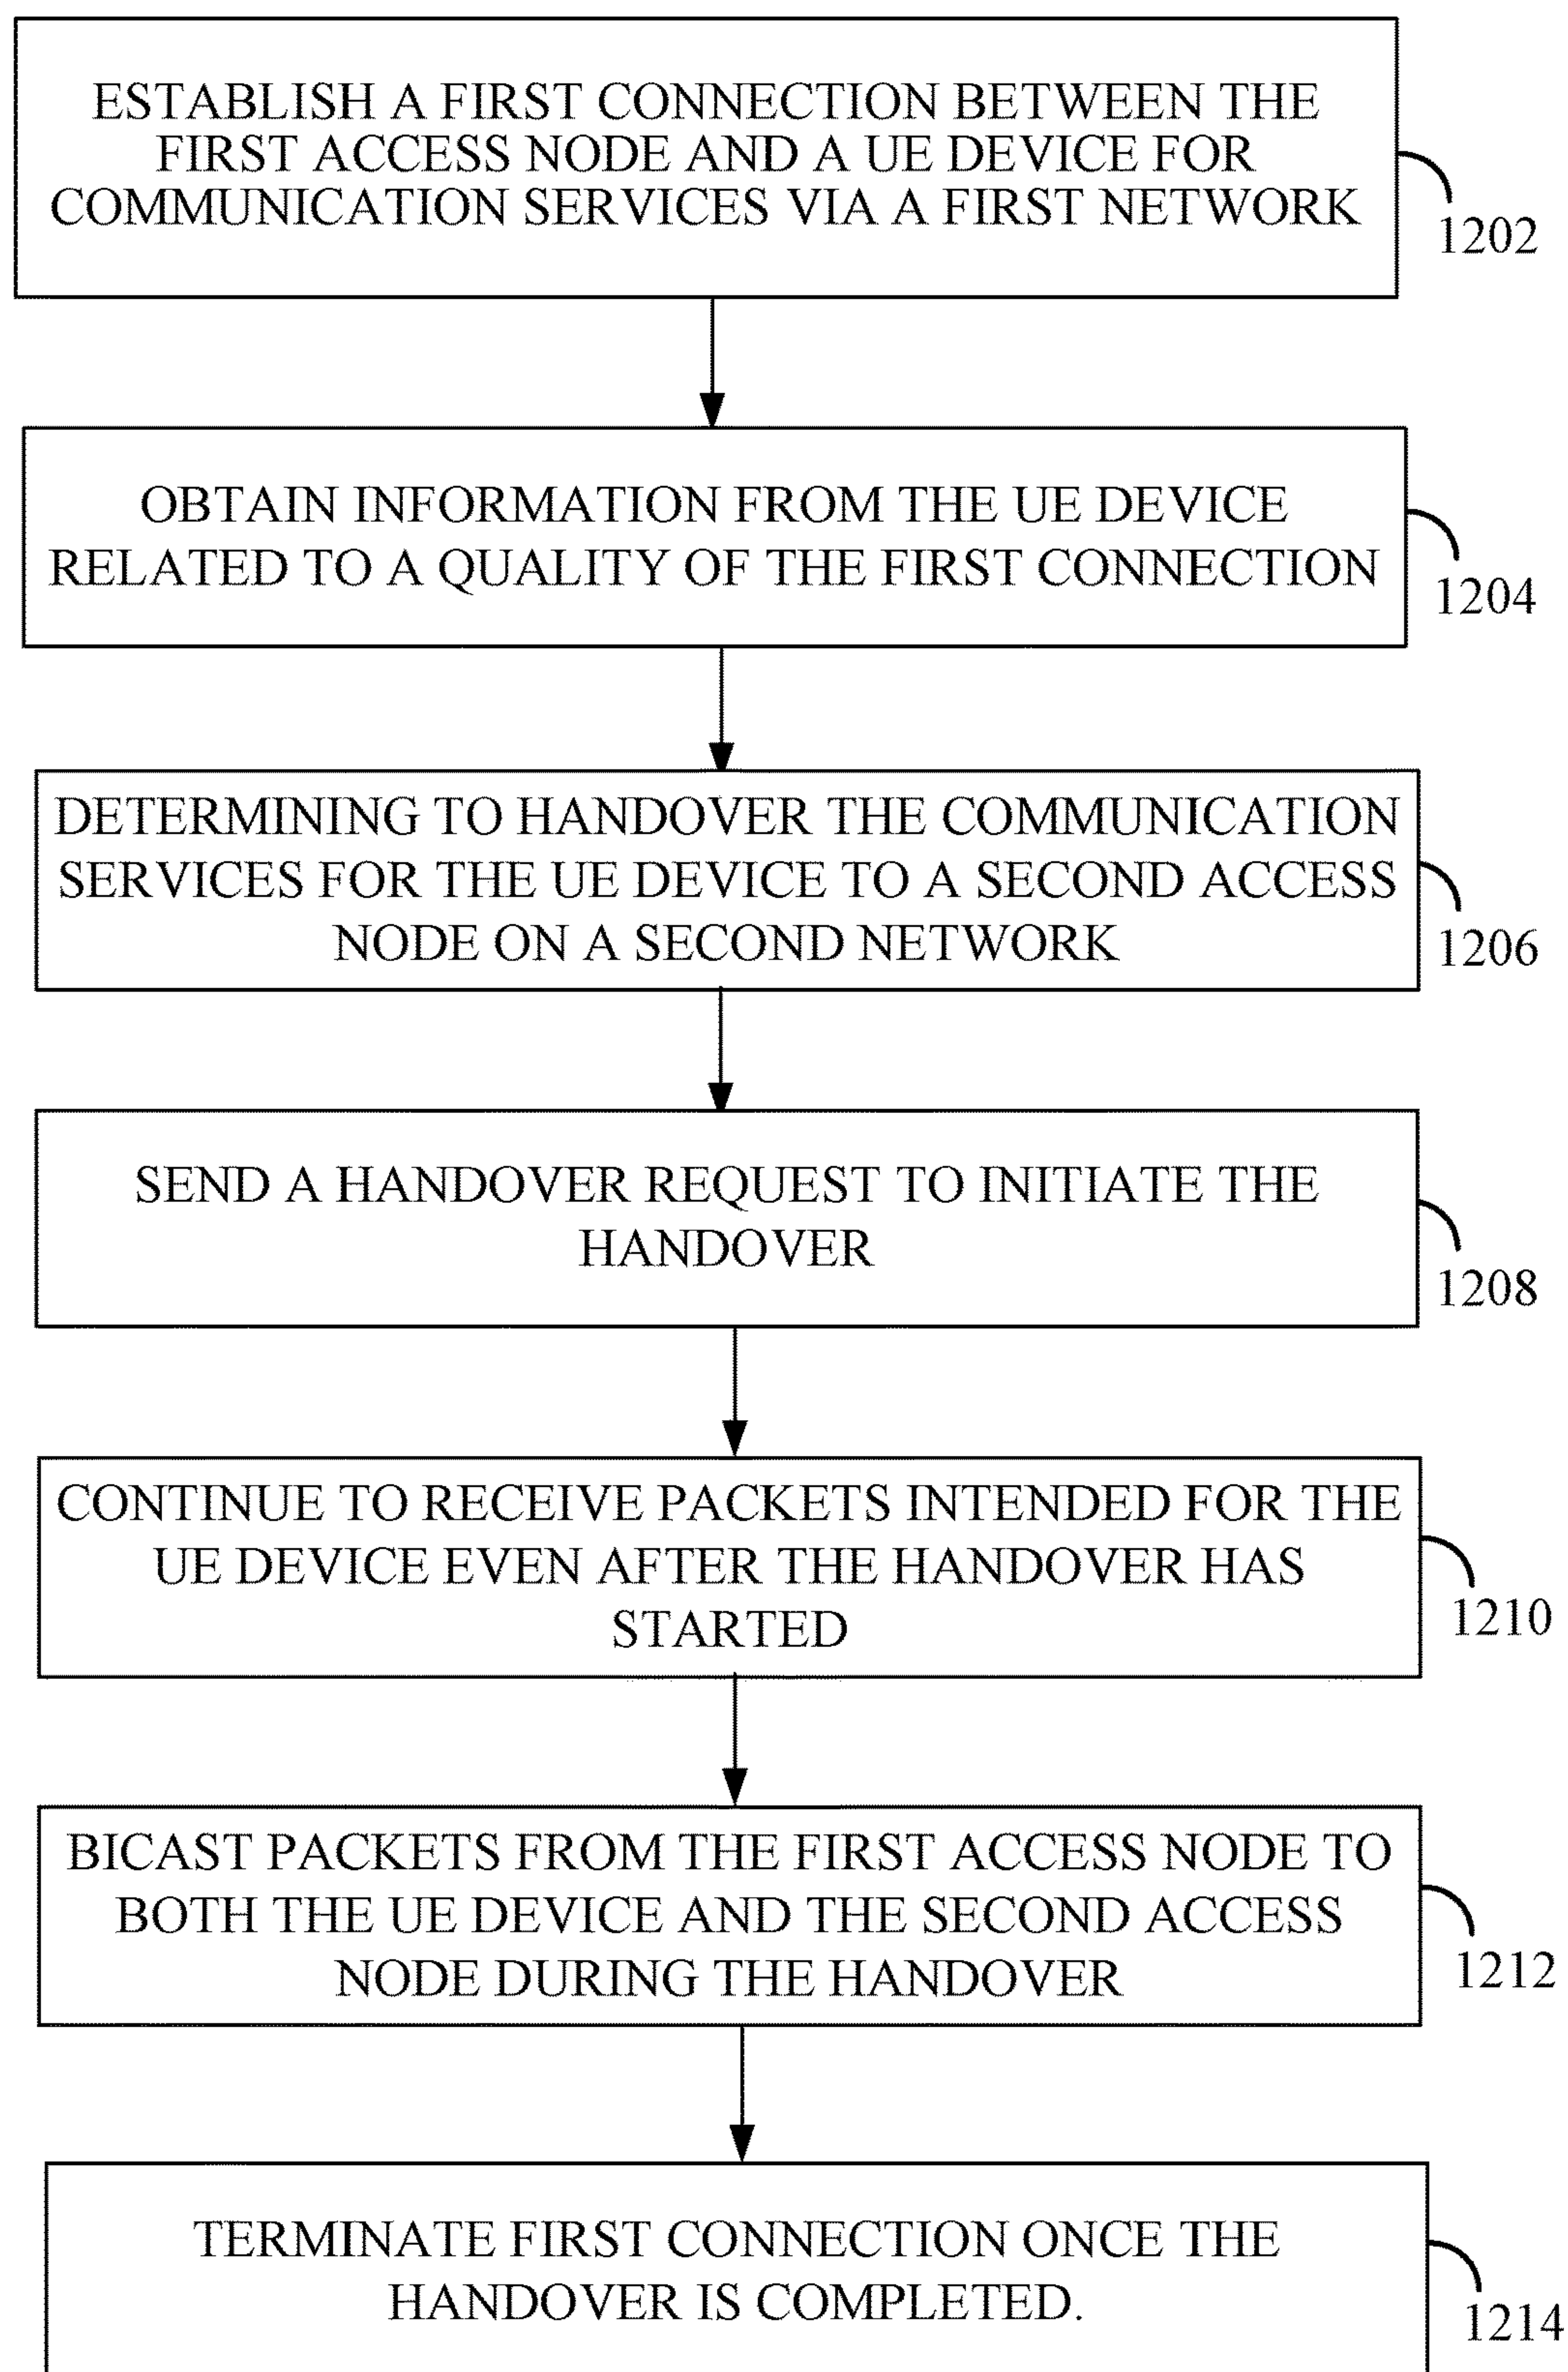 ESTABLISH A FIRST CONNECTION BETWEEN THE
FIRST ACCESS NODE AND A UE DEVICE FOR
COMMUNICATION SERVICES VIA A FIRST NETWORK
1202
OBTAIN INFORMATION FROM THE UE DEVICE
RELATED TO A QUALITY OF THE FIRST CONNECTION
1204
DETERMINING TO HANDOVER THE COMMUNICATION
SERVICES FOR THE UE DEVICE TO A SECOND ACCESS
NODE ON A SECOND NETWORK
1206
SEND A HANDOVER REQUEST TO INITIATE THE
HANDOVER
1208
CONTINUE TO RECEIVE PACKETS INTENDED FOR THE
UE DEVICE EVEN AFTER THE HANDOVER HAS
STARTED
1210
BICAST PACKETS FROM THE FIRST ACCESS NODE TO
BOTH THE UE DEVICE AND THE SECOND ACCESS
NODE DURING THE HANDOVER
1212
TERMINATE FIRST CONNECTION ONCE THE
HANDOVER IS COMPLETED.
1214